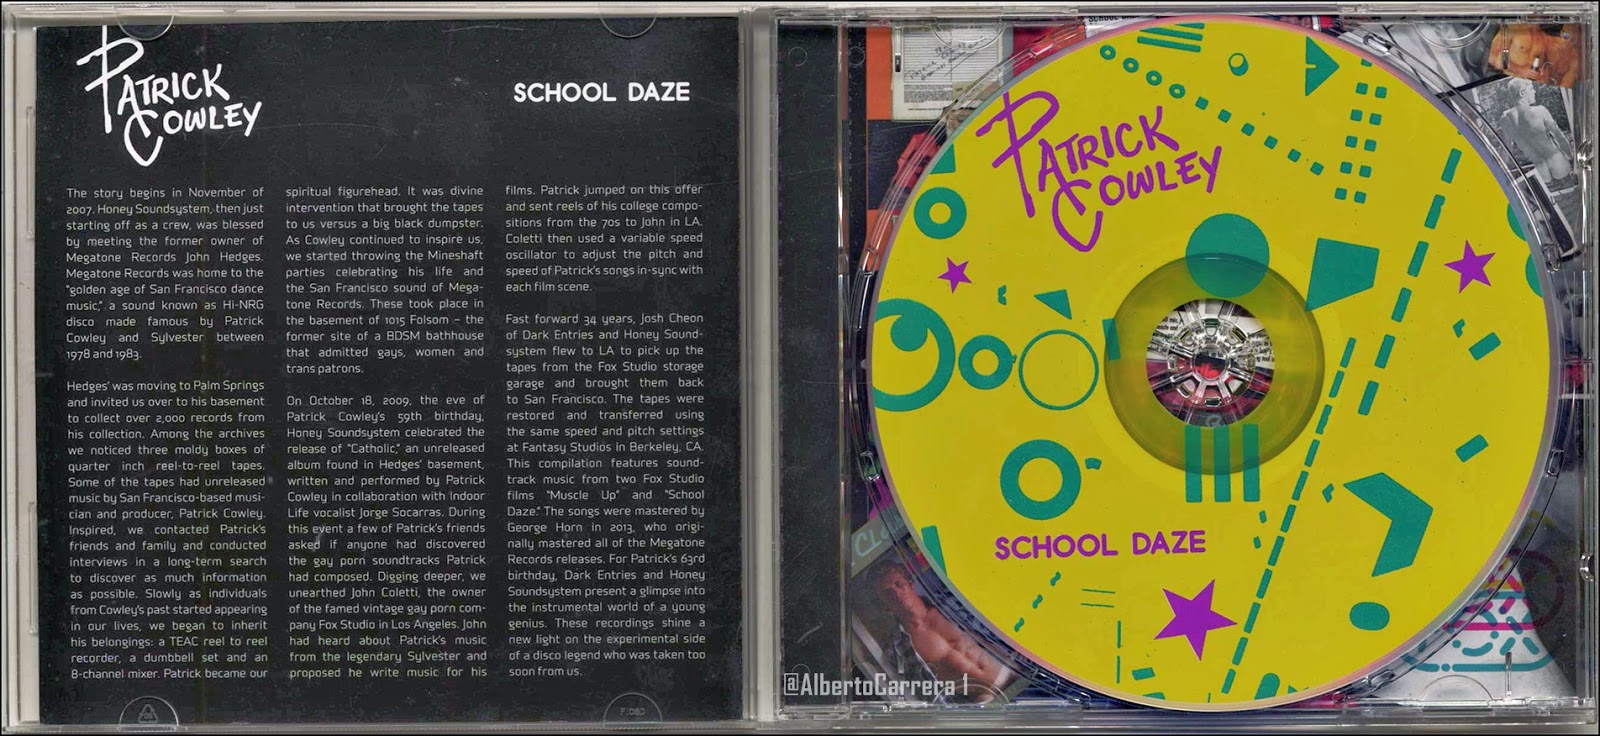 PATRICK
COWLEY
SCHOOL DAZE
The story begins in November of
2007. Honey Soundsystem, then just
starting off as a crew, was blessed
by meeting the former owner of
Megatone Records John Hedges.
Megatone Records was home to the
"golden age of San Francisco dance
music," a sound known as Hi-NRG
disco made famous by Patrick
Cowley and Sylvester between
1978 and 1983.
Hedges' was moving to Palm Springs
and invited us over to his basement
to collect over 2,000 records from
his collection. Among the archives
we noticed three moldy boxes of
quarter inch reel-to-reel tapes.
Some of the tapes had unreleased
music by San Francisco-based musi-
cian and producer, Patrick Cowley.
Inspired, we contacted Patrick's
friends and family and conducted
interviews in a long-term search
to discover as much information
as possible. Slowly as individuals
from Cowley's past started appearing
in our lives, we began to inherit
his belongings: a TEAC reel to reel
recorder, a dumbbell set and an
8-channel mixer. Patrick became our
spiritual figurehead. It was divine
intervention that brought the tapes
to us versus a big black dumpster.
As Cowley continued to inspire us,
we started throwing the Mineshaft
parties celebrating his life and
the San Francisco sound of Mega-
tone Records. These took place in
the basement of 1015 Folsom – the
former site of a BDSM bathhouse
that admitted gays, women and
trans patrons.
On October 18, 2009, the eve of
Patrick Cowley's 59th birthday,
Honey Soundsystem celebrated the
release of "Catholic," an unreleased
album found in Hedges' basement,
written and performed by Patrick
Cowley in collaboration with Indoor
Life vocalist Jorge Socarras. During
this event a few of Patrick's friends
asked if anyone had discovered
the gay porn soundtracks Patrick
had composed. Digging deeper, we
unearthed John Coletti, the owner
of the famed vintage gay porn com-
pany Fox Studio in Los Angeles. John
had heard about Patrick's music
from the legendary Sylvester and
proposed he write music for his
films. Patrick jumped on this offer
and sent reels of his college compo-
sitions from the 70s to John in LA.
Coletti then used a variable speed
oscillator to adjust the pitch and
speed of Patrick's songs in-sync with
each film scene.
Fast forward 34 years, Josh Cheon
of Dark Entries and Honey Sound-
system flew to LA to pick up the
tapes from the Fox Studio storage
garage and brought them back
to San Francisco. The tapes were
restored and transferred using
the same speed and pitch settings
at Fantasy Studios in Berkeley, CA.
This compilation features sound-
track music from two Fox Studio
films "Muscle Up" and "School
Daze." The songs were mastered by
George Horn in 2013, who origi-
nally mastered all of the Megatone
Records releases. For Patrick's 63rd
birthday, Dark Entries and Honey
Soundsystem present a glimpse into
the instrumental world of a young
genius. These recordings shine a
new light on the experimental side
of a disco legend who was taken too
soon from us.
PATRICK
COWLEY
SCHOOL DAZE
@AlbertoCarrera1